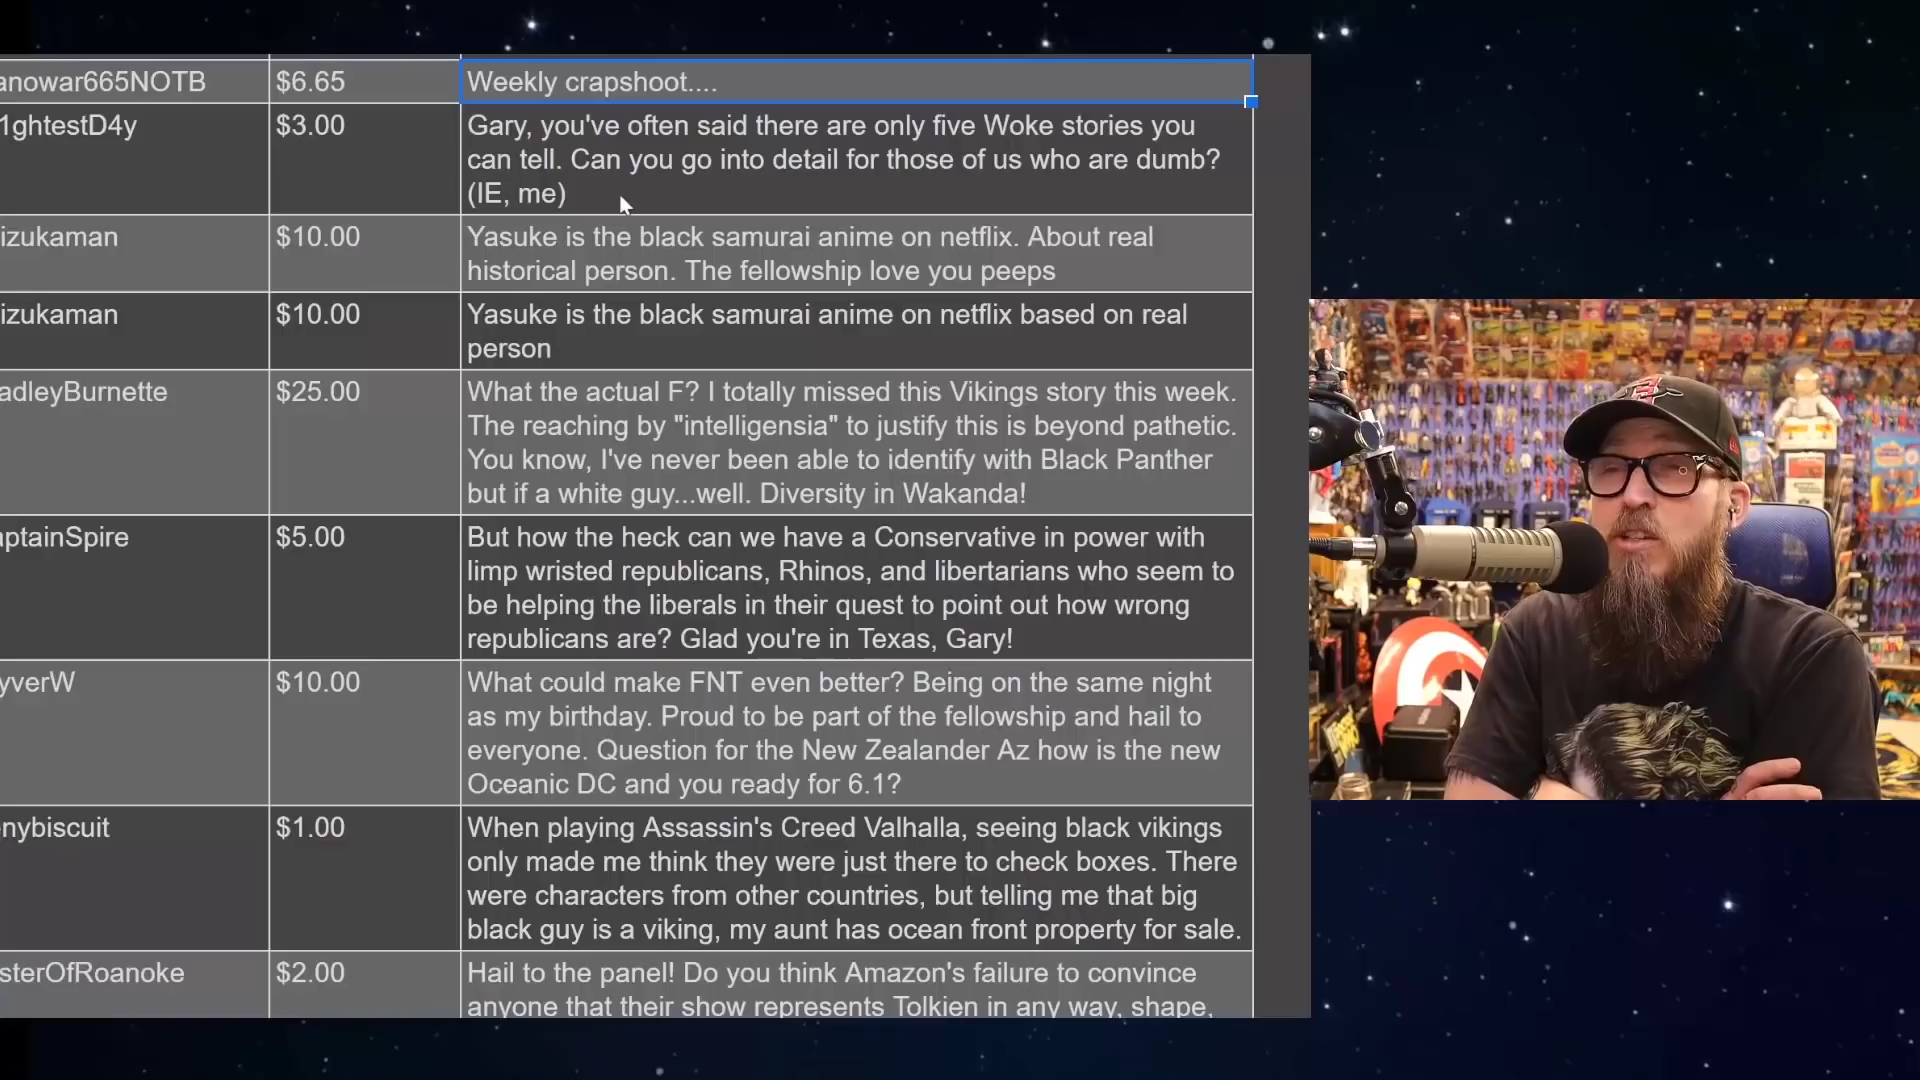 anowar665NOTB $6.65 Weekly crapshoot....
1ghtestD4y $3.00 Gary, you've often said there are only five Woke stories you
can tell. Can you go into detail for those of us who are dumb?
(IE, me)
izukaman $10.00 Yasuke is the black samurai anime on netflix. About real
historical person. The fellowship love you peeps
izukaman $10.00 Yasuke is the black samurai anime on netflix based on real
person
adleyBurnette $25.00 What the actual F? I totally missed this Vikings story this week.
The reaching by "intelligensia" to justify this is beyond pathetic.
You know, I've never been able to identify with Black Panther
but if a white guy...well. Diversity in Wakanda!
aptainSpire $5.00 But how the heck can we have a Conservative in power with
limp wristed republicans, Rhinos, and libertarians who seem to
be helping the liberals in their quest to point out how wrong
republicans are? Glad you're in Texas, Gary!
yverW $10.00 What could make FNT even better? Being on the same night
as my birthday. Proud to be part of the fellowship and hail to
everyone. Question for the New Zealander Az how is the new
Oceanic DC and you ready for 6.1?
enybiscuit $1.00 When playing Assassin's Creed Valhalla, seeing black vikings
only made me think they were just there to check boxes. There
were characters from other countries, but telling me that big
black guy is a viking, my aunt has ocean front property for sale.
sterOfRoanoke $2.00 Hail to the panel! Do you think Amazon's failure to convince
anyone that their show represents Tolkien in any way, shape,